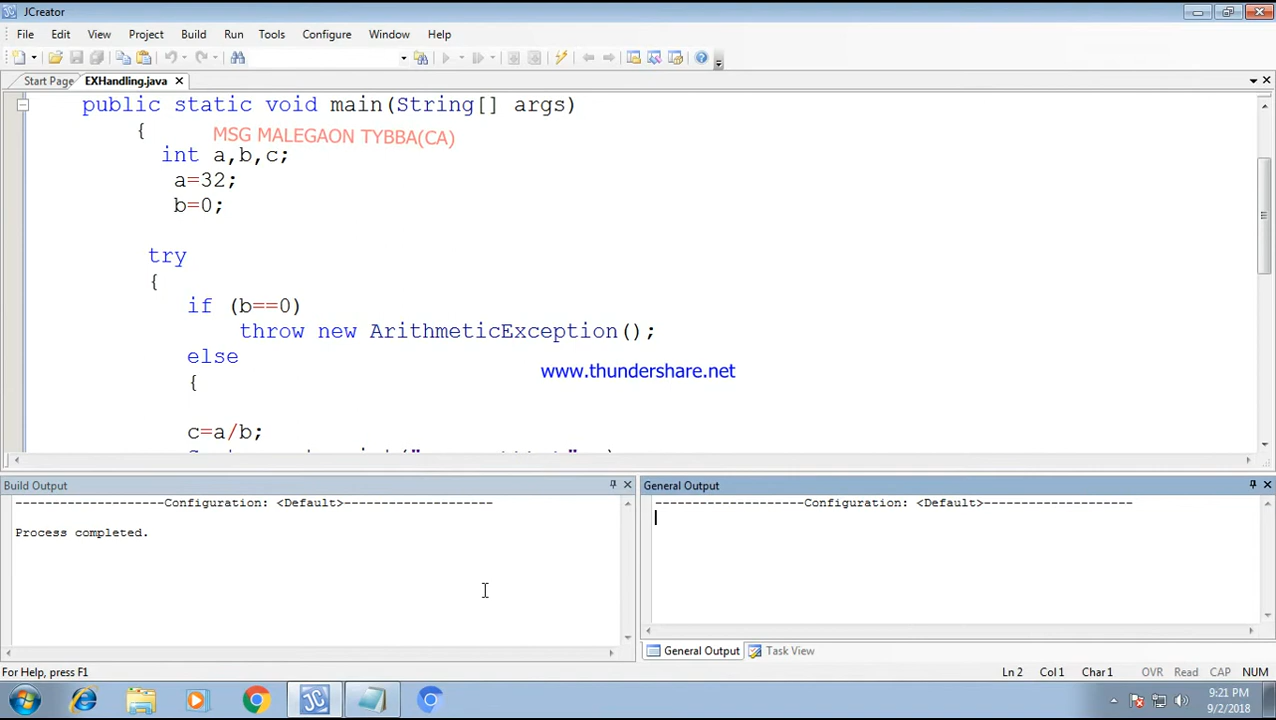 JCreator
File Edit View Project Build Run Tools Configure Window Help
Start Page EXHandling.java
public static void main(String[] args)
{
MSG MALEGAON TYBBA(CA)
int a,b,c;
a=32;
b=0;
try
{
if (b==0)
throw new ArithmeticException();
else
www.thundershare.net
{
c=a/b;
Build Output
--------------------Configuration: <Default>--------------------
Process completed.
General Output
--------------------Configuration: <Default>--------------------
General Output Task View
For Help, press F1
Ln 2 Col 1 Char 1 OVR Read CAP NUM
JC
9:21 PM
9/2/2018